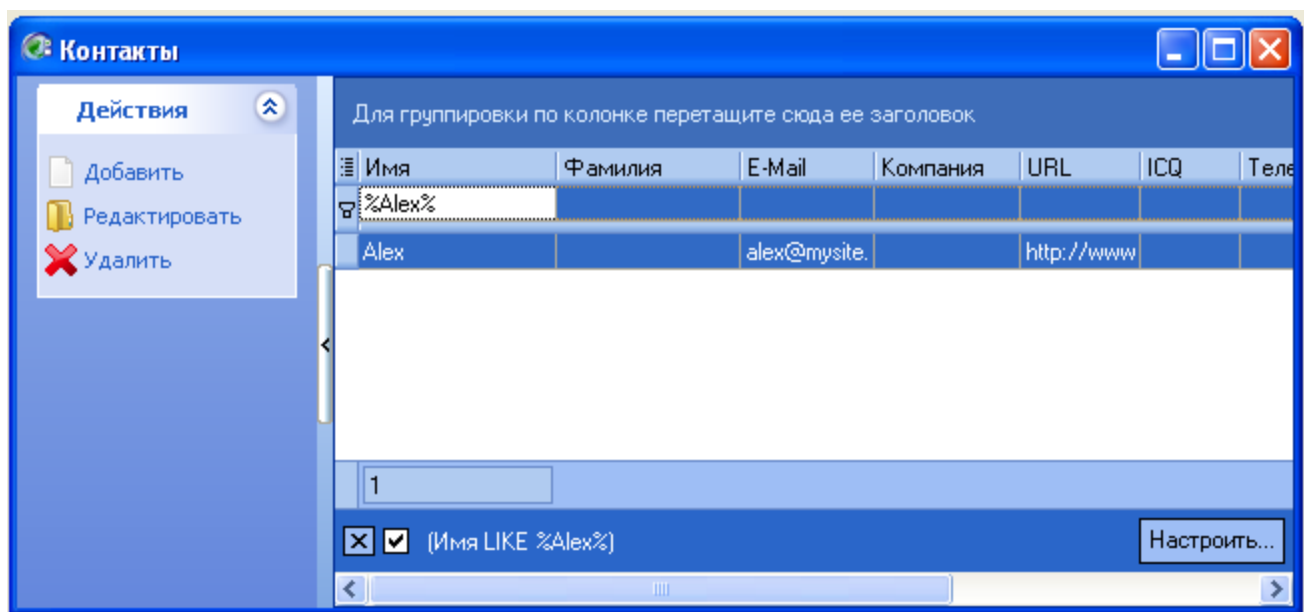 Контакты
Действия
Добавить
Редактировать
Удалить
Для группировки по колонке перетащите сюда ее заголовок
Имя Фамилия E-Mail Компания URL ICQ Теле
%Alex%
Alex alex@mysite. http://www
1
(Имя LIKE %Alex%) Настроить...